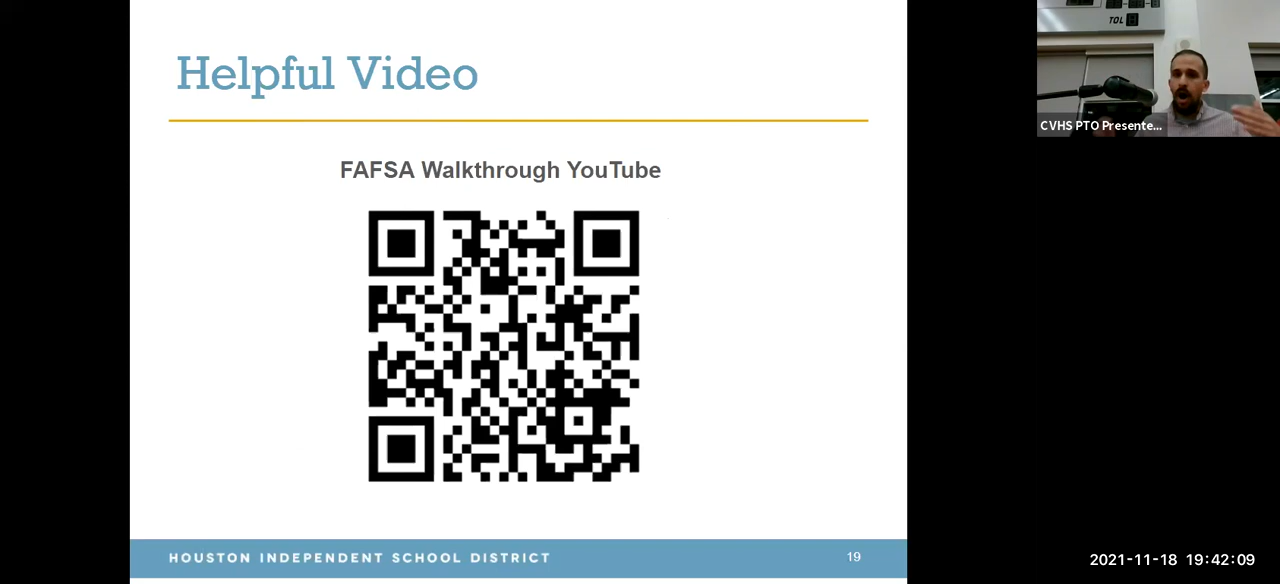 Helpful Video
FAFSA Walkthrough YouTube
HOUSTON INDEPENDENT SCHOOL DISTRICT
19
TOL
CVHS PTO Presente...
2021-11-18 19:42:09